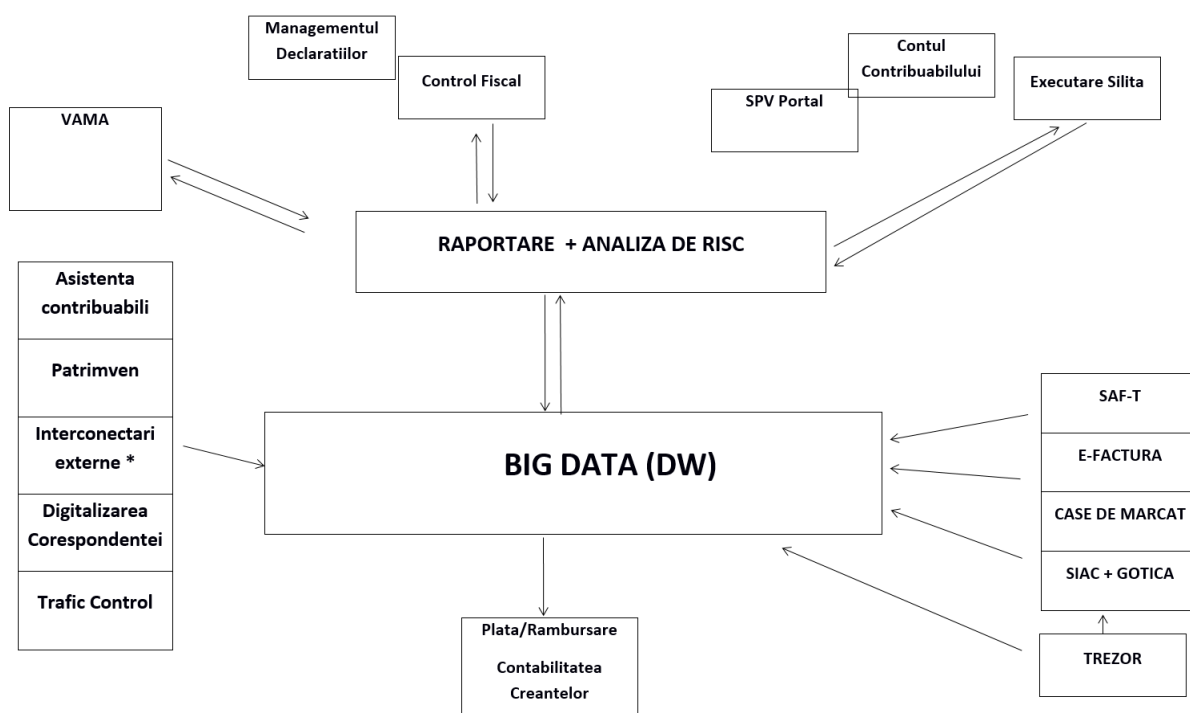 Managementul
Declaratiilor
Control Fiscal
Contul
Contribuabilului
SPV Portal
Executare Silita
VAMA
RAPORTARE + ANALIZA DE RISC
Asistenta
contribuabili
Patrimven
Interconectari
externe *
Digitalizarea
Corespondentei
Trafic Control
BIG DATA (DW)
SAF-T
E-FACTURA
CASE DE MARCAT
SIAC + GOTICA
TREZOR
Plata/Rambursare
Contabilitatea
Creantelor